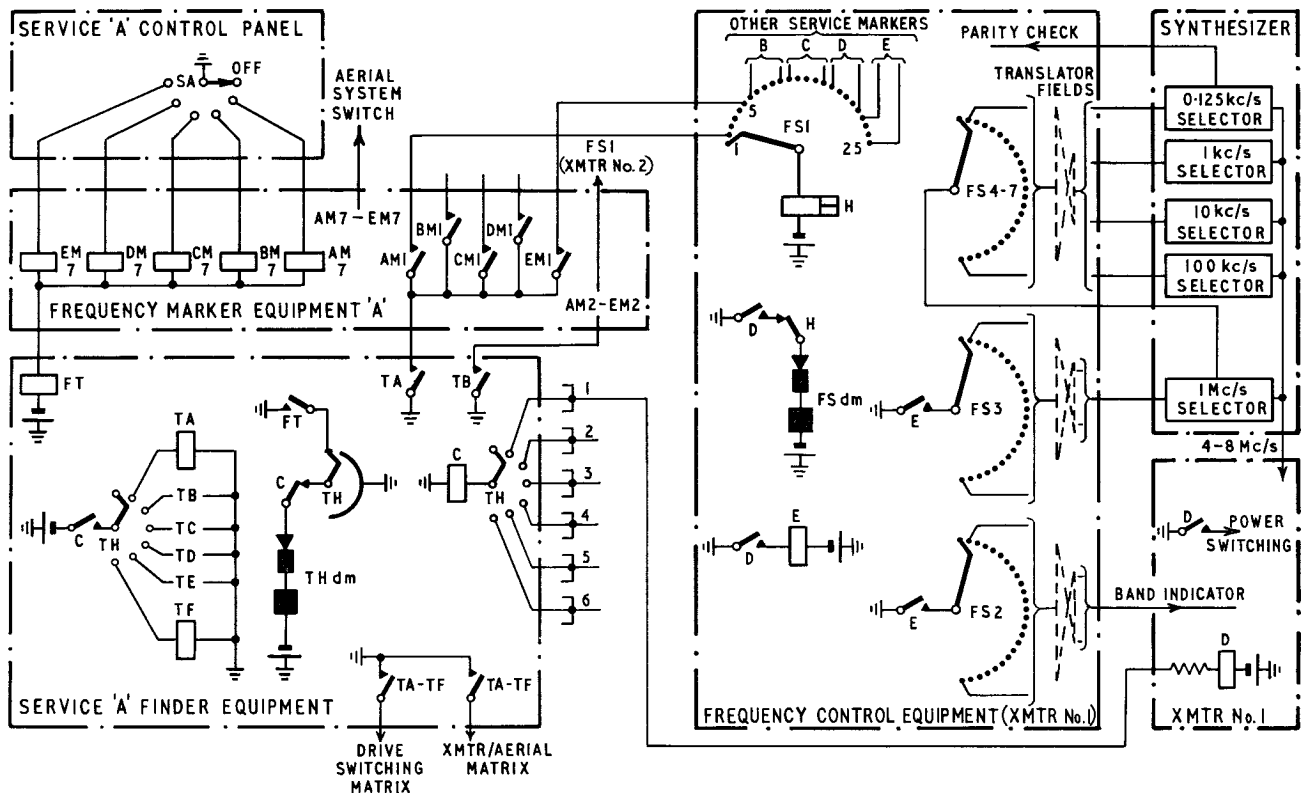 SERVICE 'A' CONTROL PANEL
SA
OFF
AERIAL
SYSTEM
SWITCH
FS1
(XMTR No.2)
AM7-EM7
EM
7
DM
7
CM
7
BM
7
AM
7
AM1
BM1
CM1
DM1
EM1
FREQUENCY MARKER EQUIPMENT 'A'
AM2-EM2
FT
TA
TB
TA
FT
C
TH
C
TH
1
2
3
4
5
6
TB
TC
TD
TE
TF
C
TH
THdm
TA-TF
TA-TF
SERVICE 'A' FINDER EQUIPMENT
DRIVE
SWITCHING
MATRIX
XMTR/AERIAL
MATRIX
OTHER SERVICE MARKERS
B
C
D
E
5
1
25
FS1
H
D
H
FSdm
E
FS3
D
E
E
FS2
FS4-7
PARITY CHECK
TRANSLATOR
FIELDS
FREQUENCY CONTROL EQUIPMENT (XMTR No.1)
SYNTHESIZER
0·125kc/s
SELECTOR
1kc/s
SELECTOR
10kc/s
SELECTOR
100kc/s
SELECTOR
1Mc/s
SELECTOR
4-8Mc/s
D
POWER
SWITCHING
BAND INDICATOR
D
XMTR No.1